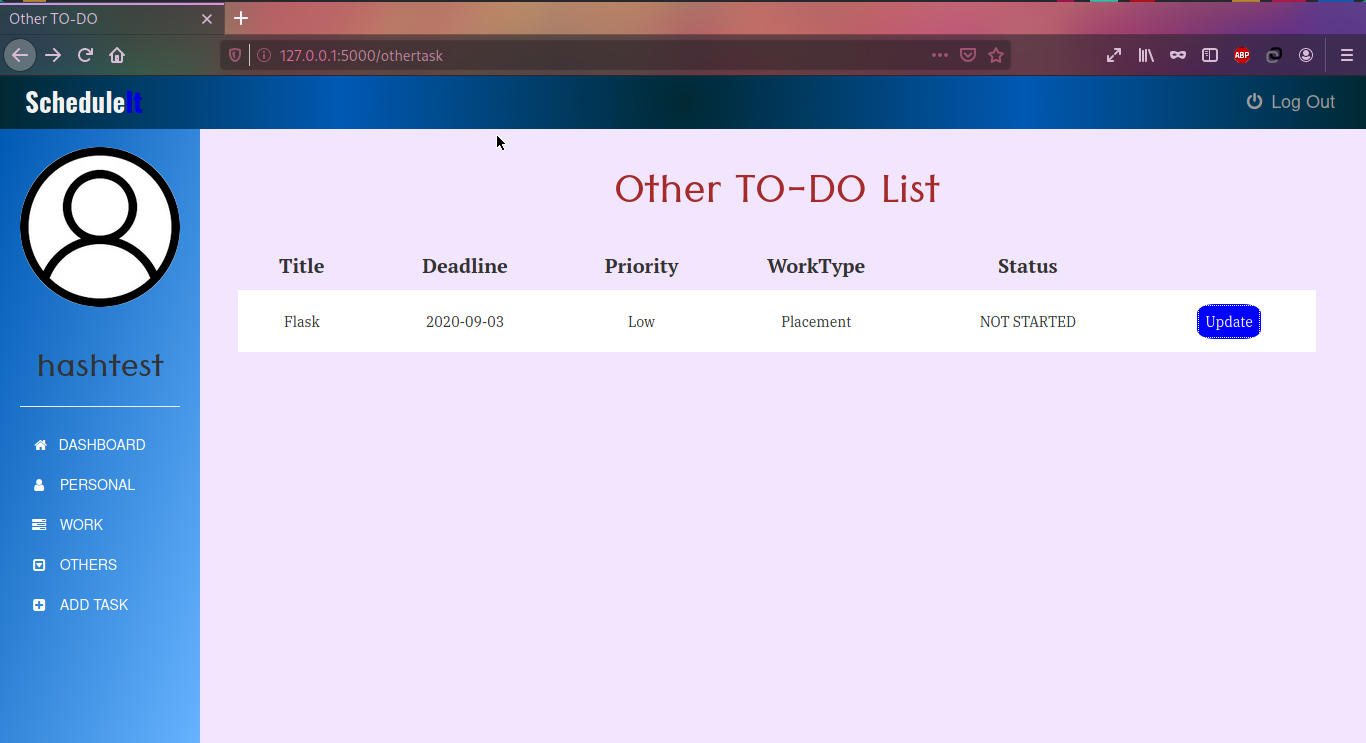 Other TO-DO
127.0.0.1:5000/othertask
ABP
ScheduleIt
Log Out
hashtest
DASHBOARD
PERSONAL
WORK
OTHERS
ADD TASK
Other TO-DO List
Title Deadline Priority WorkType Status
Flask 2020-09-03 Low Placement NOT STARTED Update